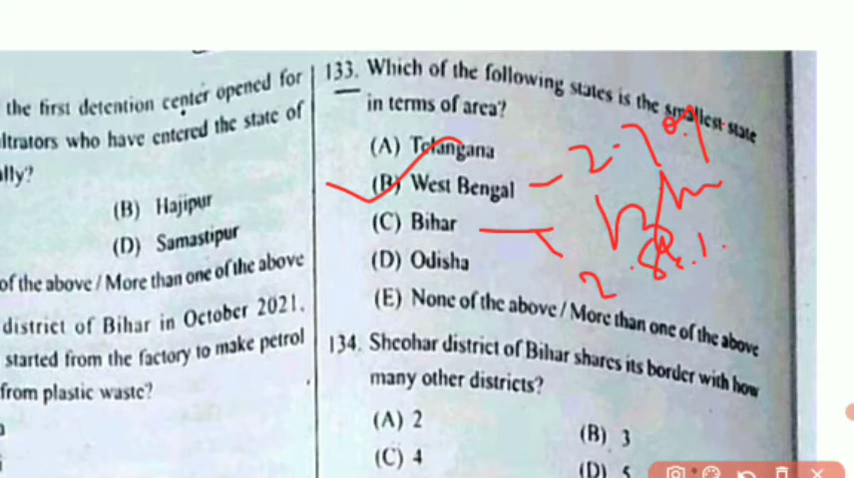 the first detention center opened for
ltrators who have entered the state of
lly?
(B) Hajipur
(D) Samastipur
of the above / More than one of the above
district of Bihar in October 2021.
started from the factory to make petrol
from plastic waste?
133. Which of the following states is the smallest state
in terms of area?
(A) Telangana
(B) West Bengal
(C) Bihar
(D) Odisha
(E) None of the above / More than one of the above
134. Sheohar district of Bihar shares its border with how
many other districts?
(A) 2
(B) 3
(C) 4
(D) 5